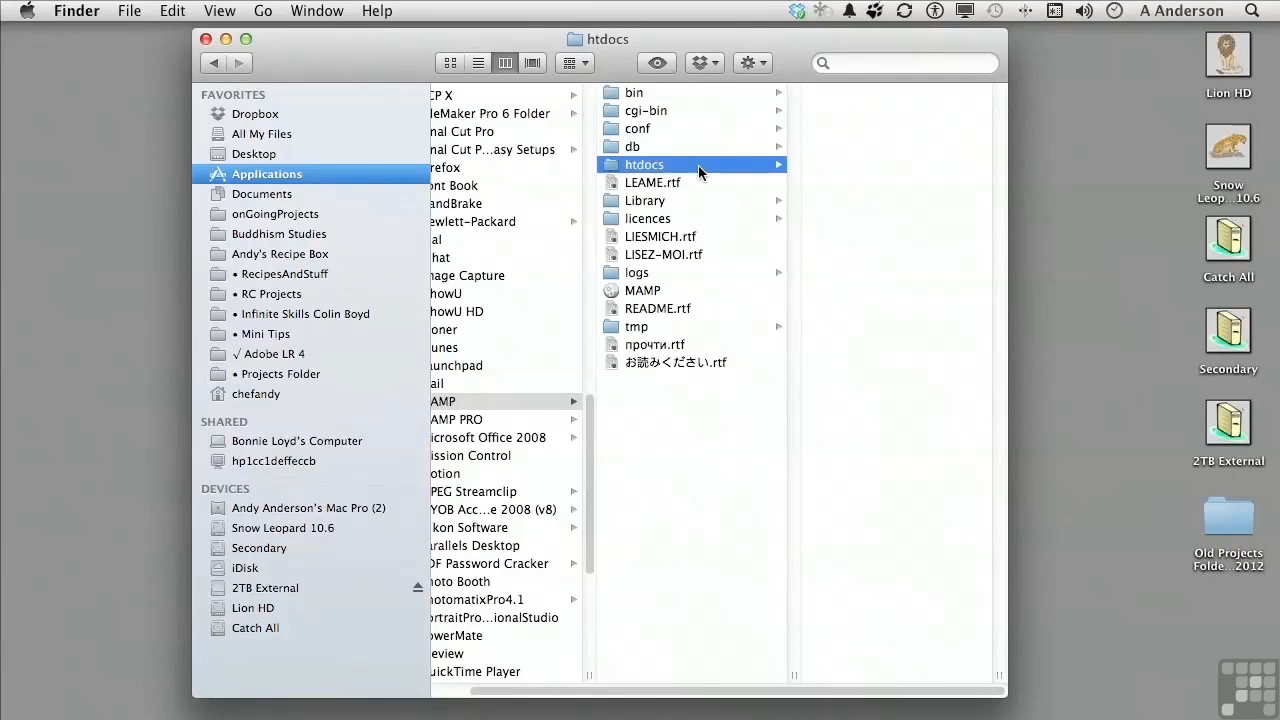 Finder File Edit View Go Window Help A Anderson
htdocs
FAVORITES
Dropbox
All My Files
Desktop
Applications
Documents
onGoingProjects
Buddhism Studies
Andy's Recipe Box
• RecipesAndStuff
• RC Projects
• Infinite Skills Colin Boyd
• Mini Tips
√ Adobe LR 4
• Projects Folder
chefandy
SHARED
Bonnie Loyd's Computer
hp1cc1deffeccb
DEVICES
Andy Anderson's Mac Pro (2)
Snow Leopard 10.6
Secondary
iDisk
2TB External
Lion HD
Catch All
CP X
leMaker Pro 6 Folder
nal Cut Pro
nal Cut P...asy Setups
refox
ont Book
andBrake
ewlett-Packard
al
hat
nage Capture
howU
howU HD
oner
unes
aunchpad
ail
AMP
AMP PRO
icrosoft Office 2008
ission Control
otion
PEG Streamclip
YOB Acc...e 2008 (v8)
kon Software
arallels Desktop
OF Password Cracker
hoto Booth
notomatixPro4.1
ortraitPro...ionalStudio
owerMate
eview
uickTime Player
bin
cgi-bin
conf
db
htdocs
LEAME.rtf
Library
licences
LIESMICH.rtf
LISEZ-MOI.rtf
logs
MAMP
README.rtf
tmp
прочти.rtf
お読みください.rtf
Lion HD
Snow
Leop...10.6
Catch All
Secondary
2TB External
Old Projects
Folde...2012